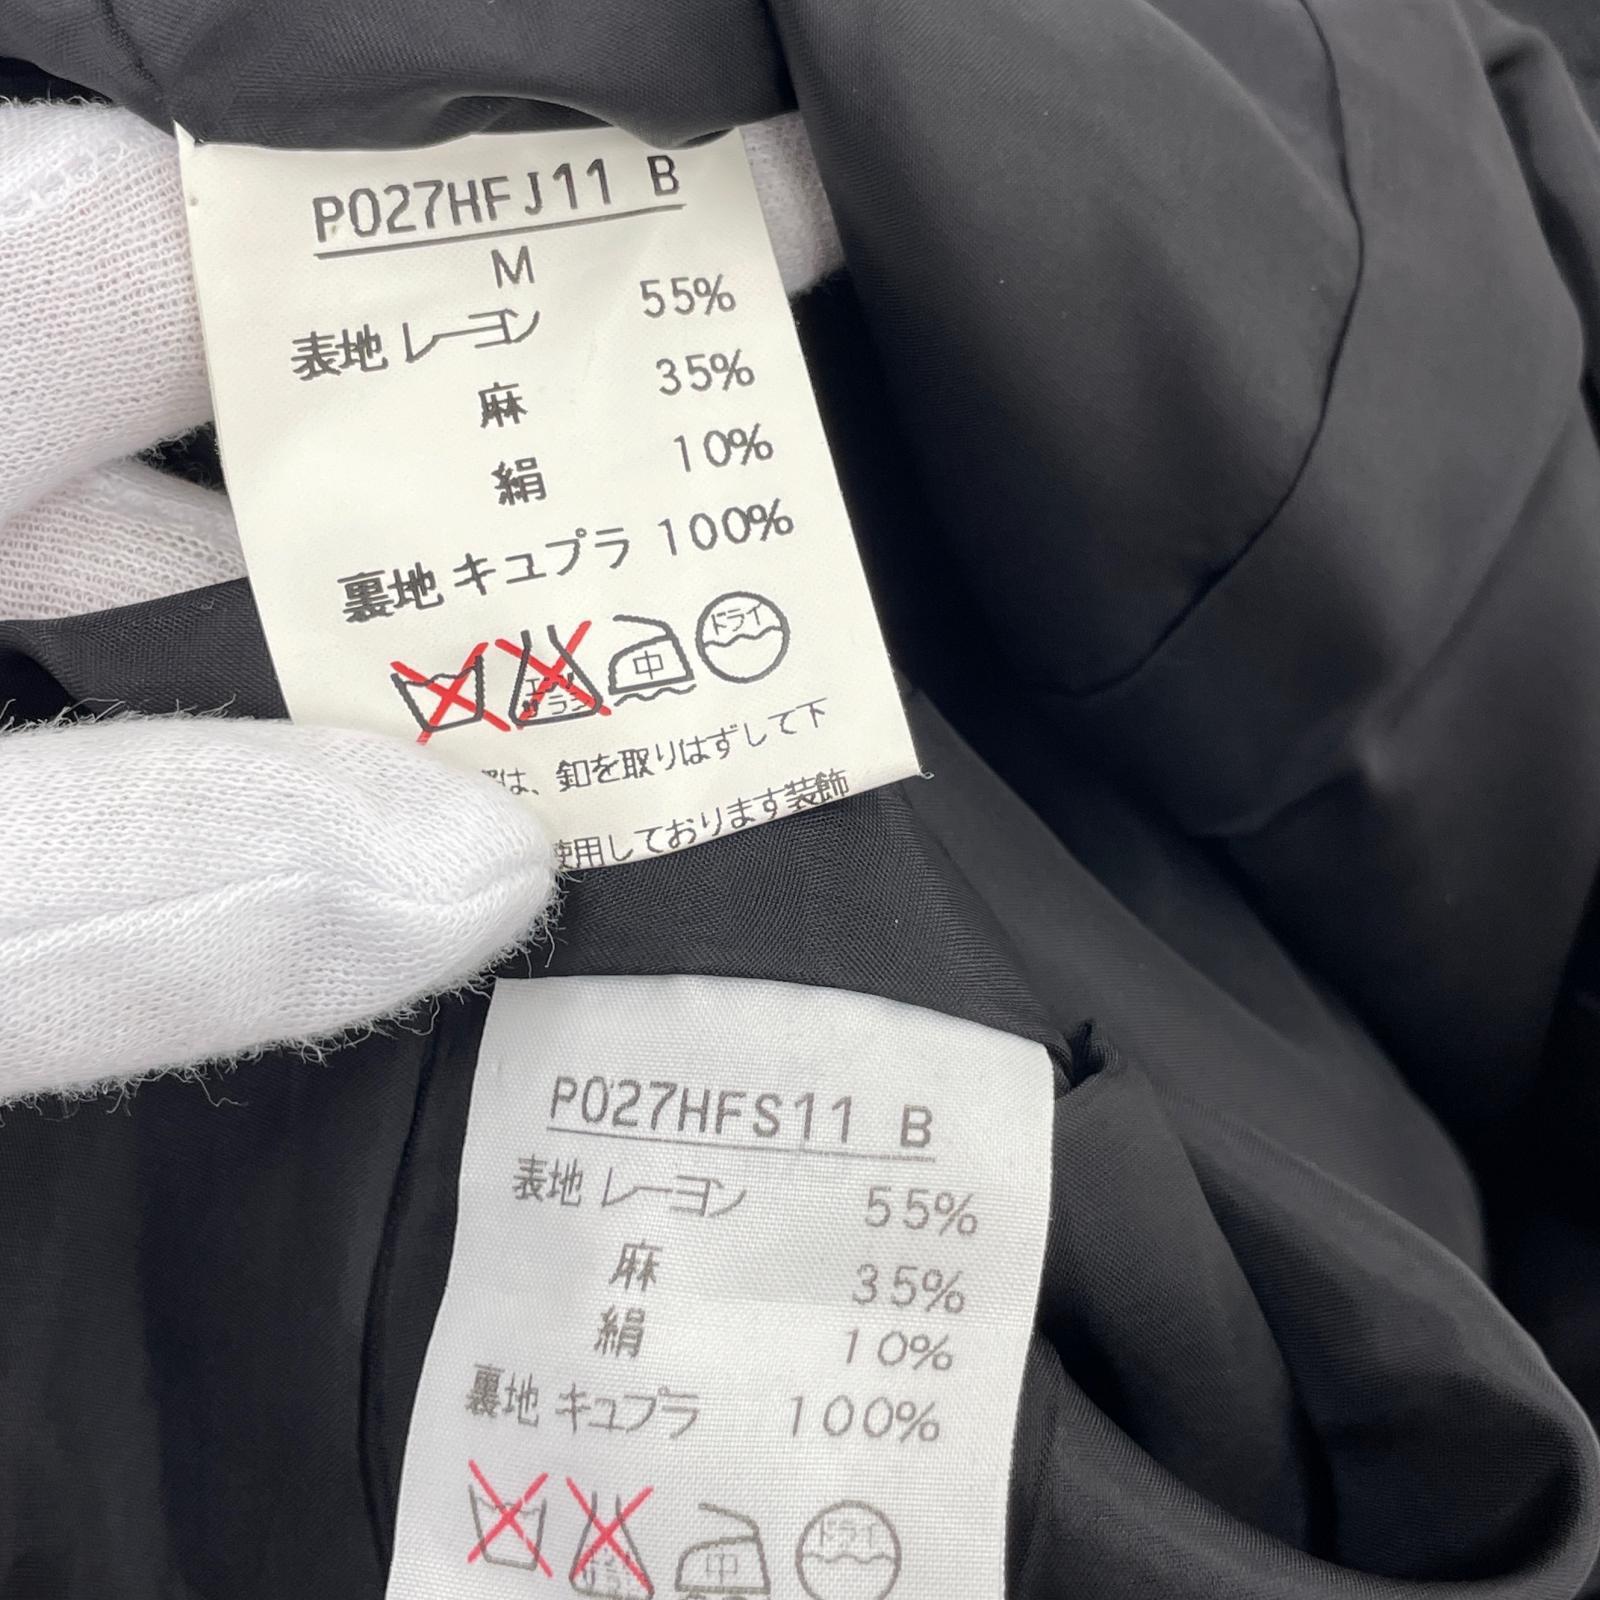 P027HFJ11 B
M
表地 レーヨン 55%
麻 35%
絹 10%
裏地 キュプラ 100%
中 ドライ
は、釦を取りはずして下
使用しております装飾
P027HFS11 B
表地 レーヨン 55%
麻 35%
絹 10%
裏地 キュプラ 100%
中 ドライ